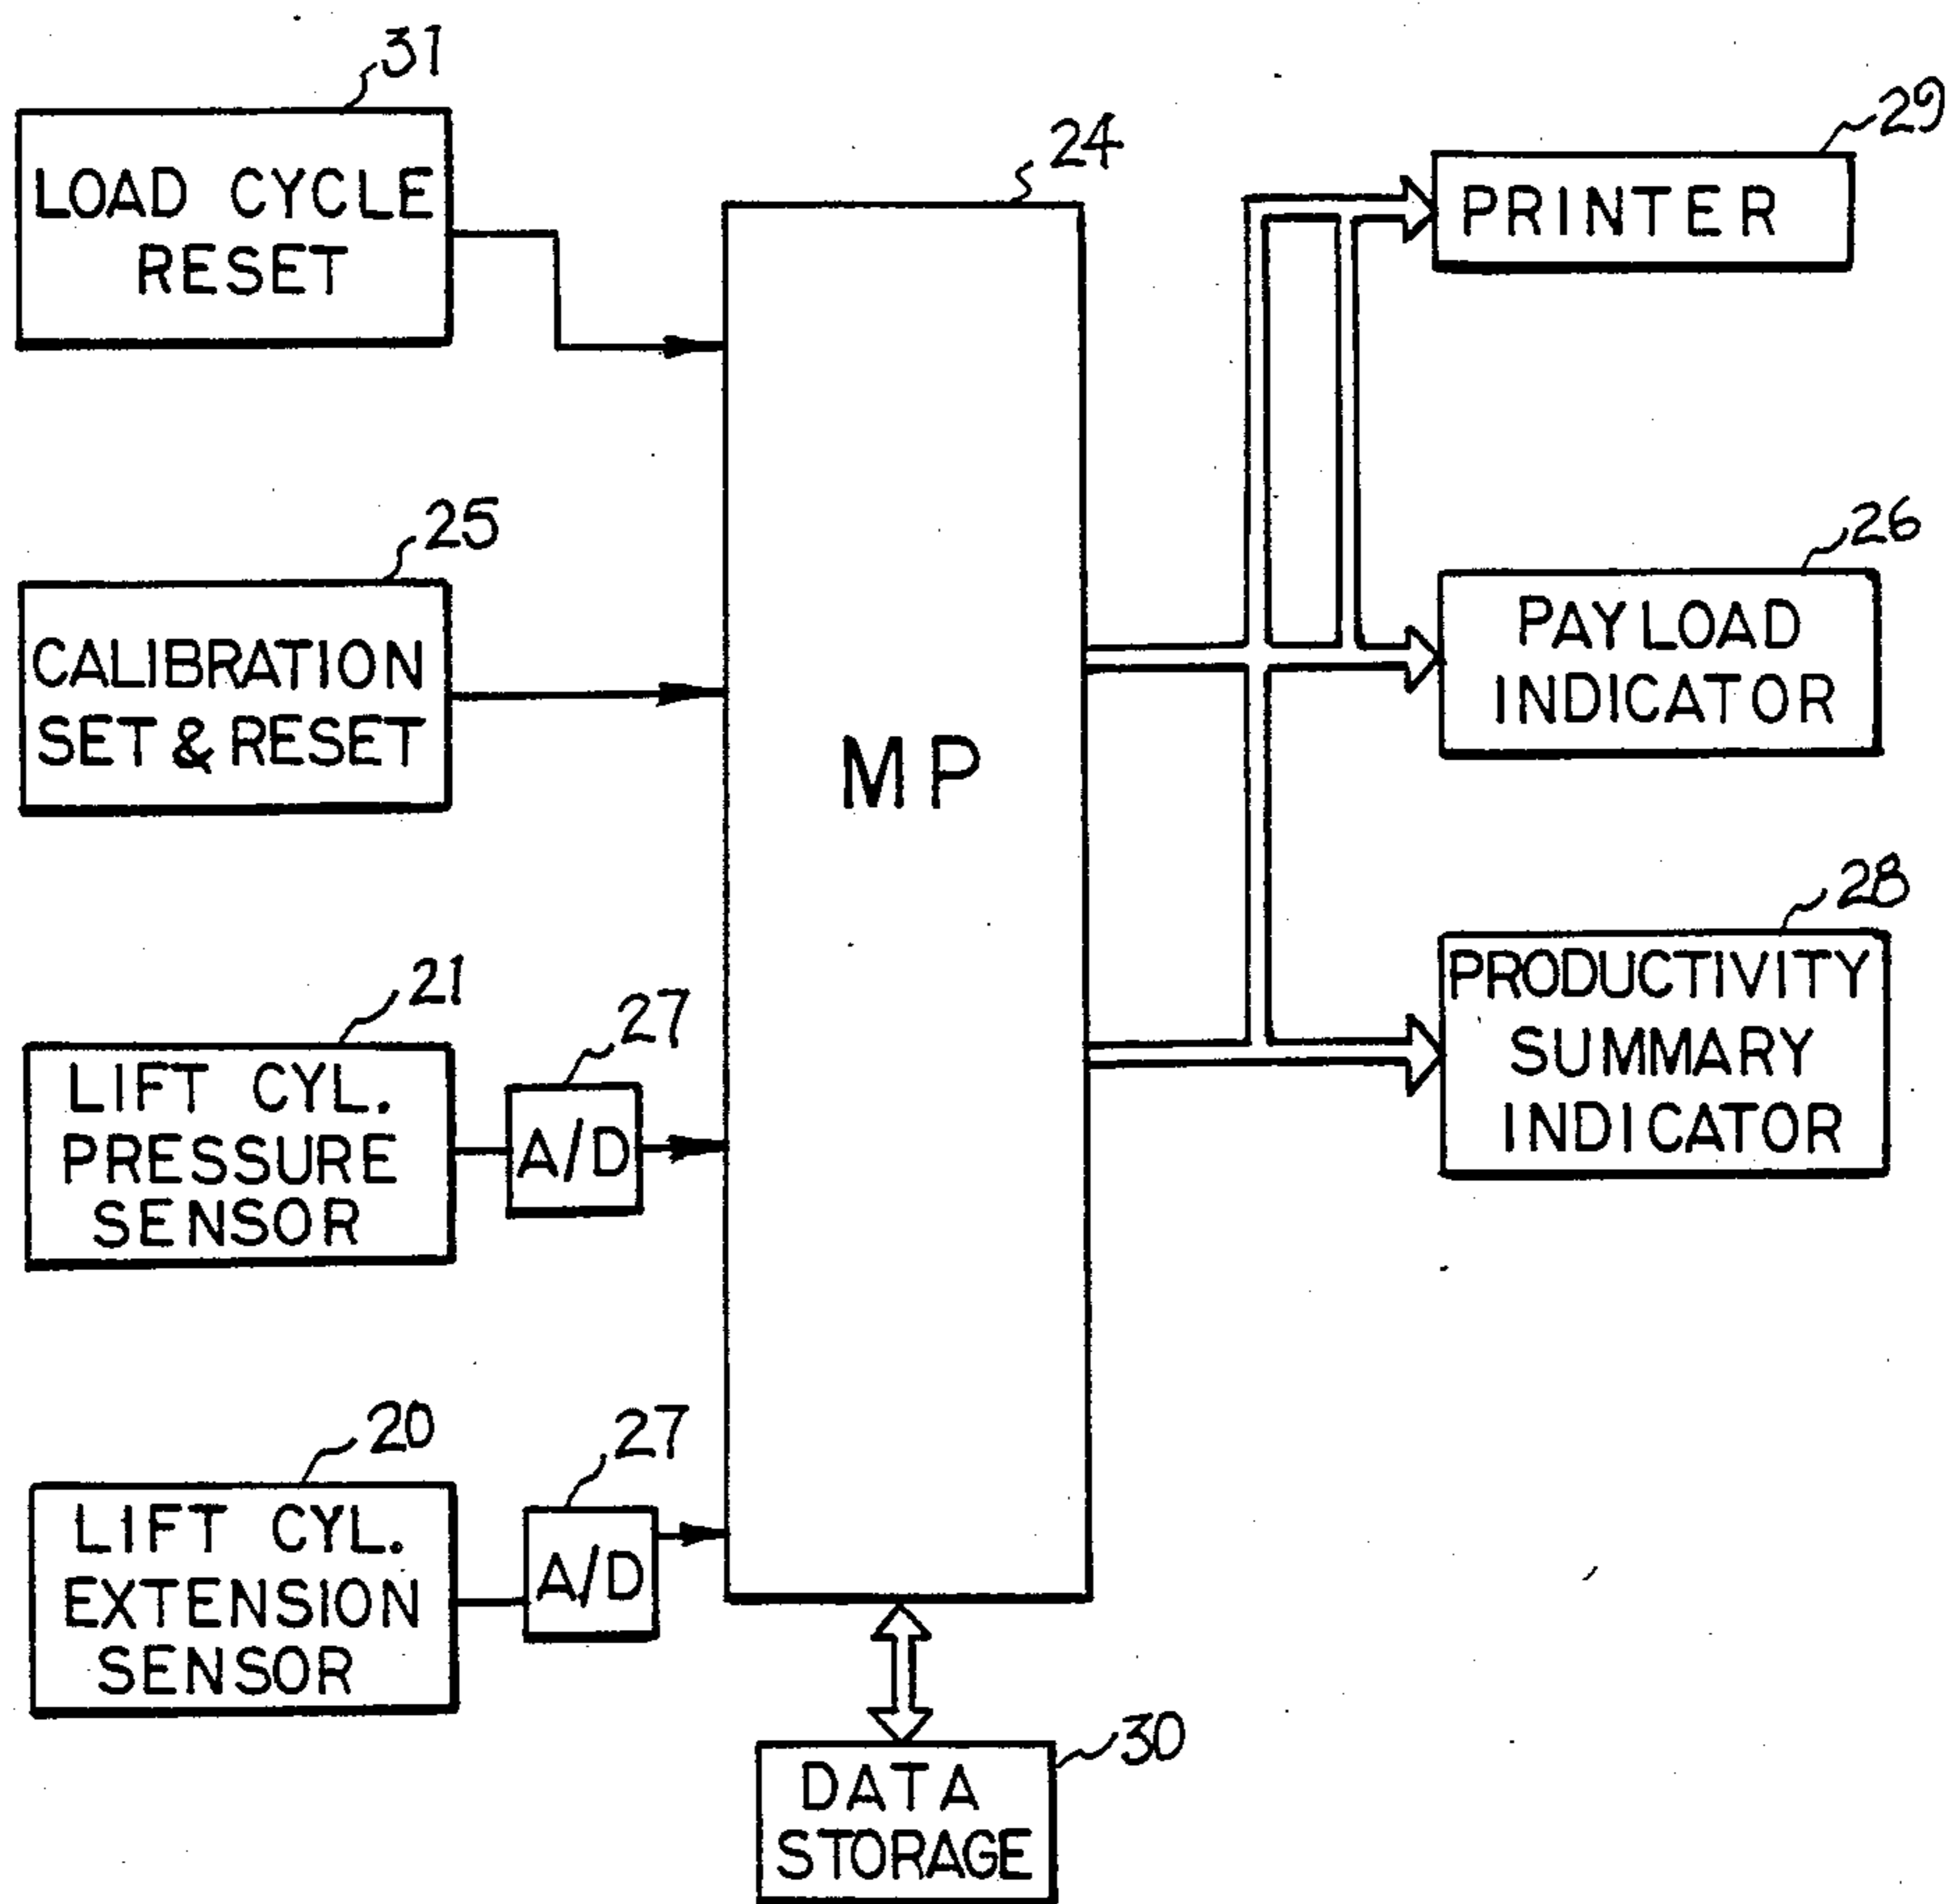 31
LOAD CYCLE
RESET
24
29
PRINTER
25
CALIBRATION
SET & RESET
MP
26
PAYLOAD
INDICATOR
21
LIFT CYL.
PRESSURE
SENSOR
27
A/D
28
PRODUCTIVITY
SUMMARY
INDICATOR
20
LIFT CYL.
EXTENSION
SENSOR
27
A/D
30
DATA
STORAGE